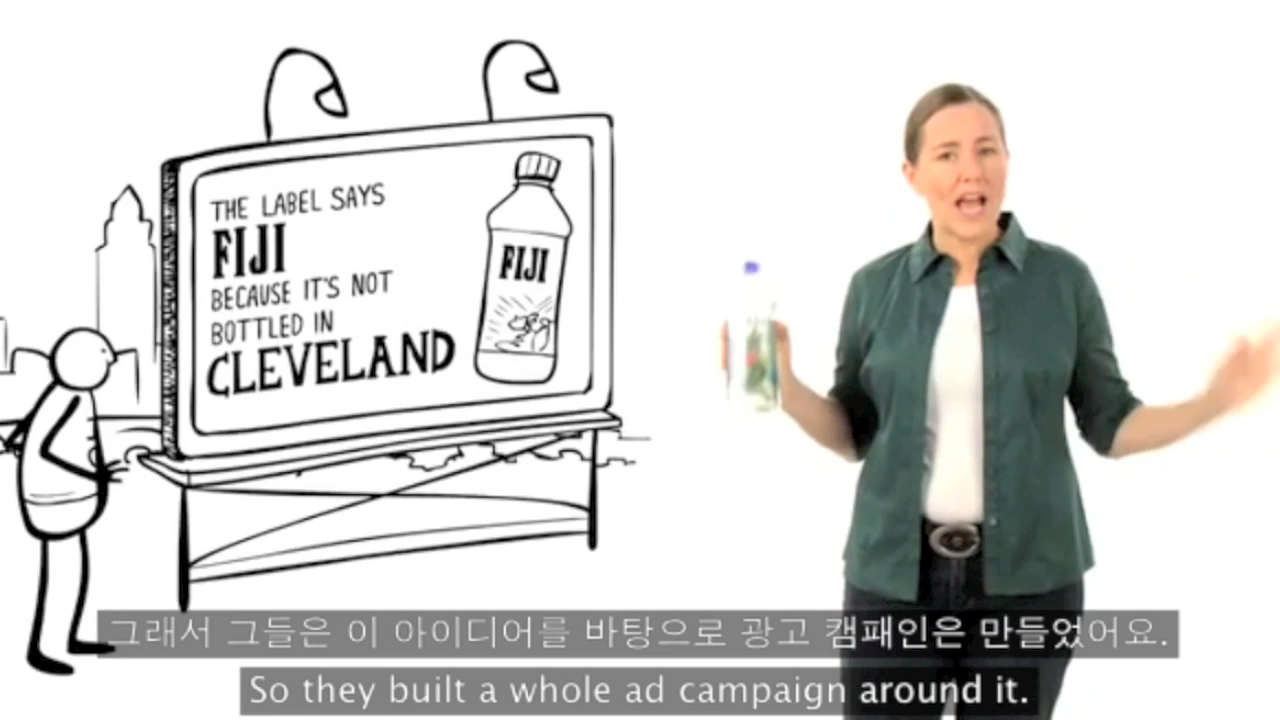 THE LABEL SAYS
FIJI
BECAUSE IT'S NOT
BOTTLED IN
CLEVELAND
FIJI
그래서 그들은 이 아이디어를 바탕으로 광고 캠패인은 만들었어요.
So they built a whole ad campaign around it.